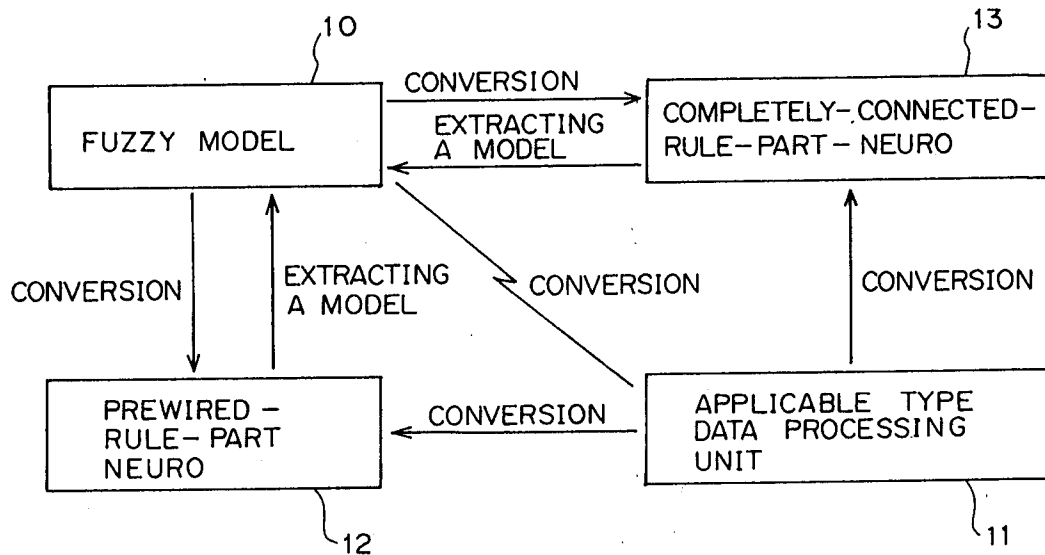 10
13
FUZZY MODEL
CONVERSION
EXTRACTING
A MODEL
COMPLETELY-CONNECTED-
RULE-PART-NEURO
CONVERSION
EXTRACTING
A MODEL
CONVERSION
CONVERSION
PREWIRED-
RULE-PART
NEURO
CONVERSION
APPLICABLE TYPE
DATA PROCESSING
UNIT
12
11